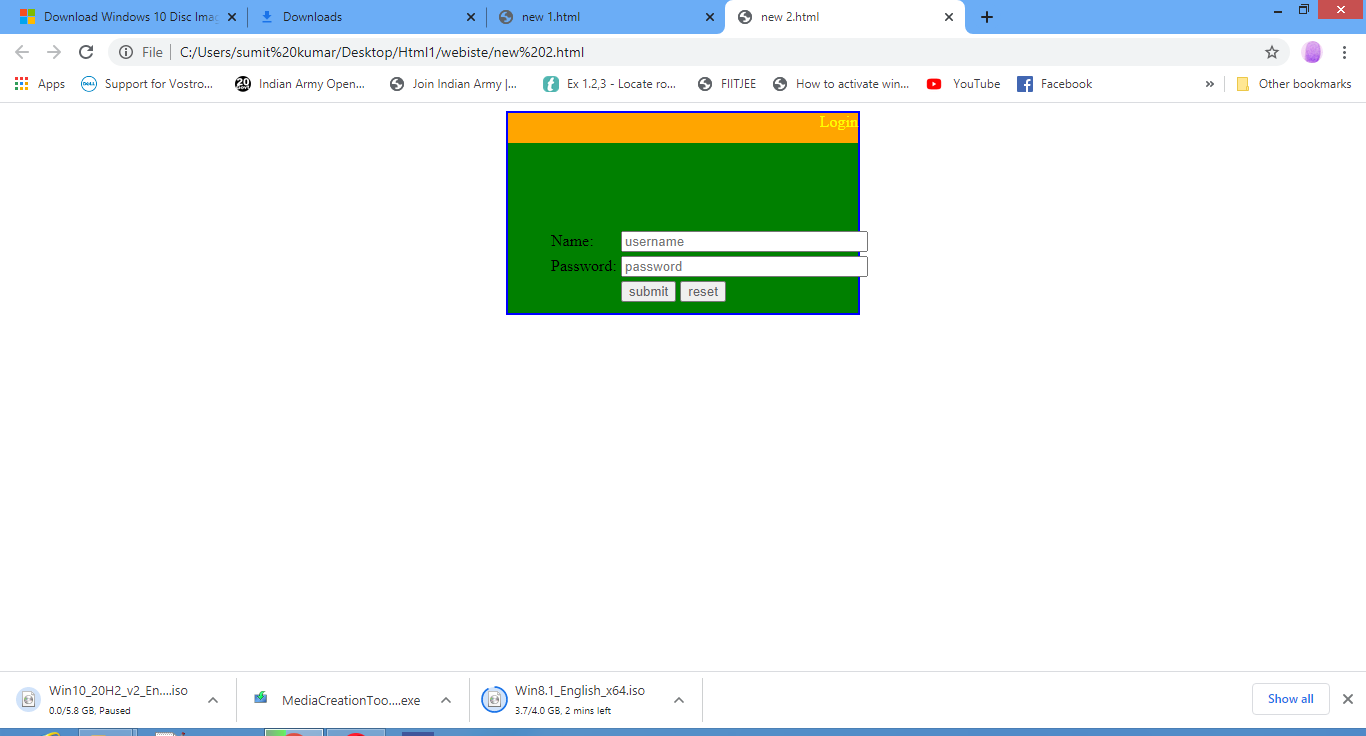 Download Windows 10 Disc Imag
Downloads
new 1.html
new 2.html
File
C:/Users/sumit%20kumar/Desktop/Html1/webiste/new%202.html
Apps
DELL
Support for Vostro...
20
Indian Army Open...
Join Indian Army |...
Ex 1.2,3 - Locate ro...
FIITJEE
How to activate win...
YouTube
Facebook
»
Other bookmarks
Login
Name:
username
Password:
password
submit
reset
Win10_20H2_v2_En....iso
0.0/5.8 GB, Paused
MediaCreationToo....exe
Win8.1_English_x64.iso
3.7/4.0 GB, 2 mins left
Show all